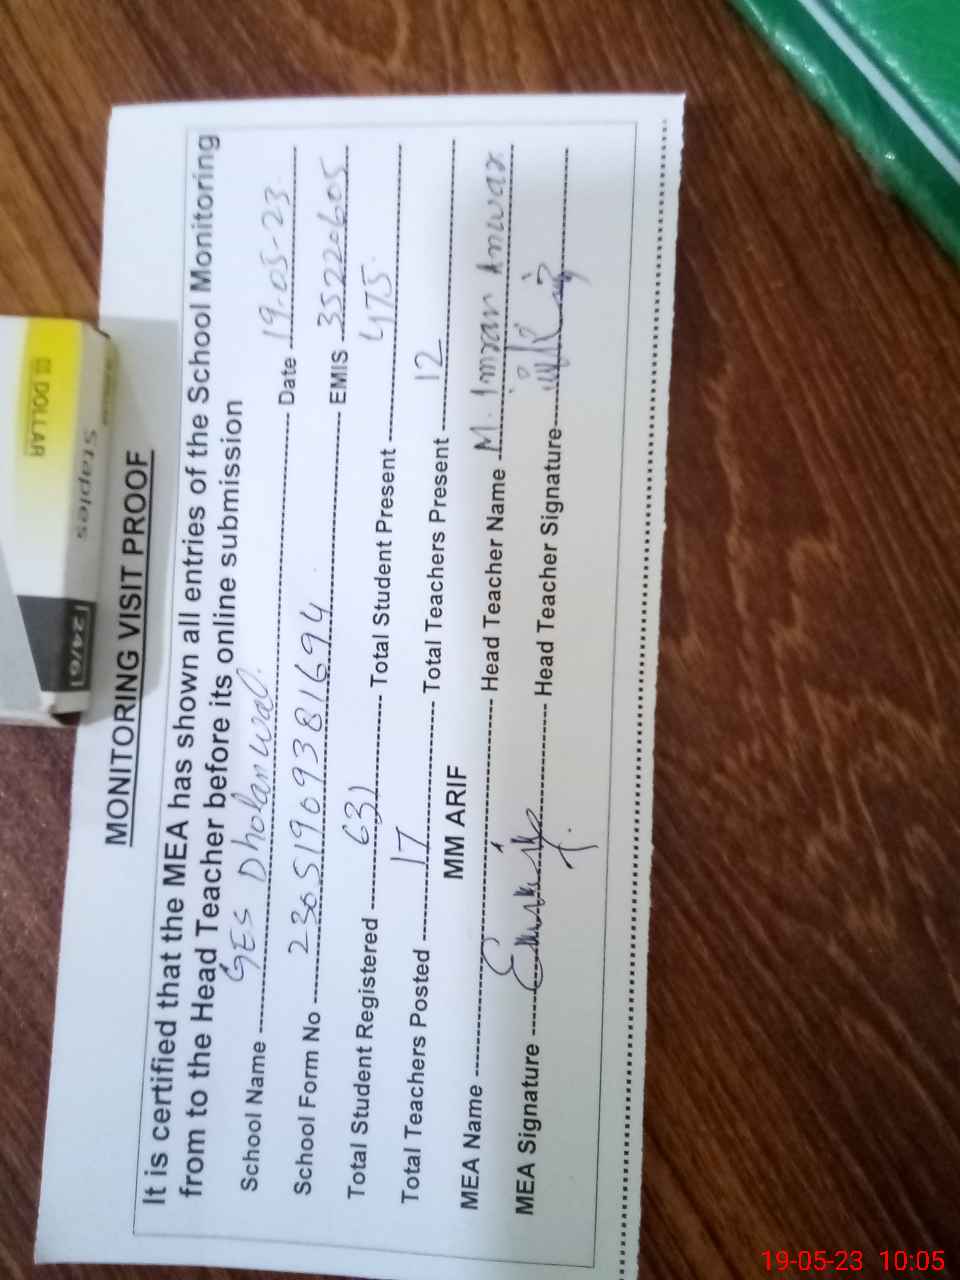 MONITORING VISIT PROOF
It is certified that the MEA has shown all entries of the School Monitoring
from to the Head Teacher before its online submission
School Name GES Dholanwal. Date 19-05-23.
School Form No 23051909381694 EMIS 35220605
Total Student Registered 631 Total Student Present 475.
Total Teachers Posted 17 Total Teachers Present 12
MM ARIF
MEA Name Head Teacher Name M. Imran Anwar
MEA Signature Head Teacher Signature
DOLLAR
Staples
24/6
19-05-23 10:05